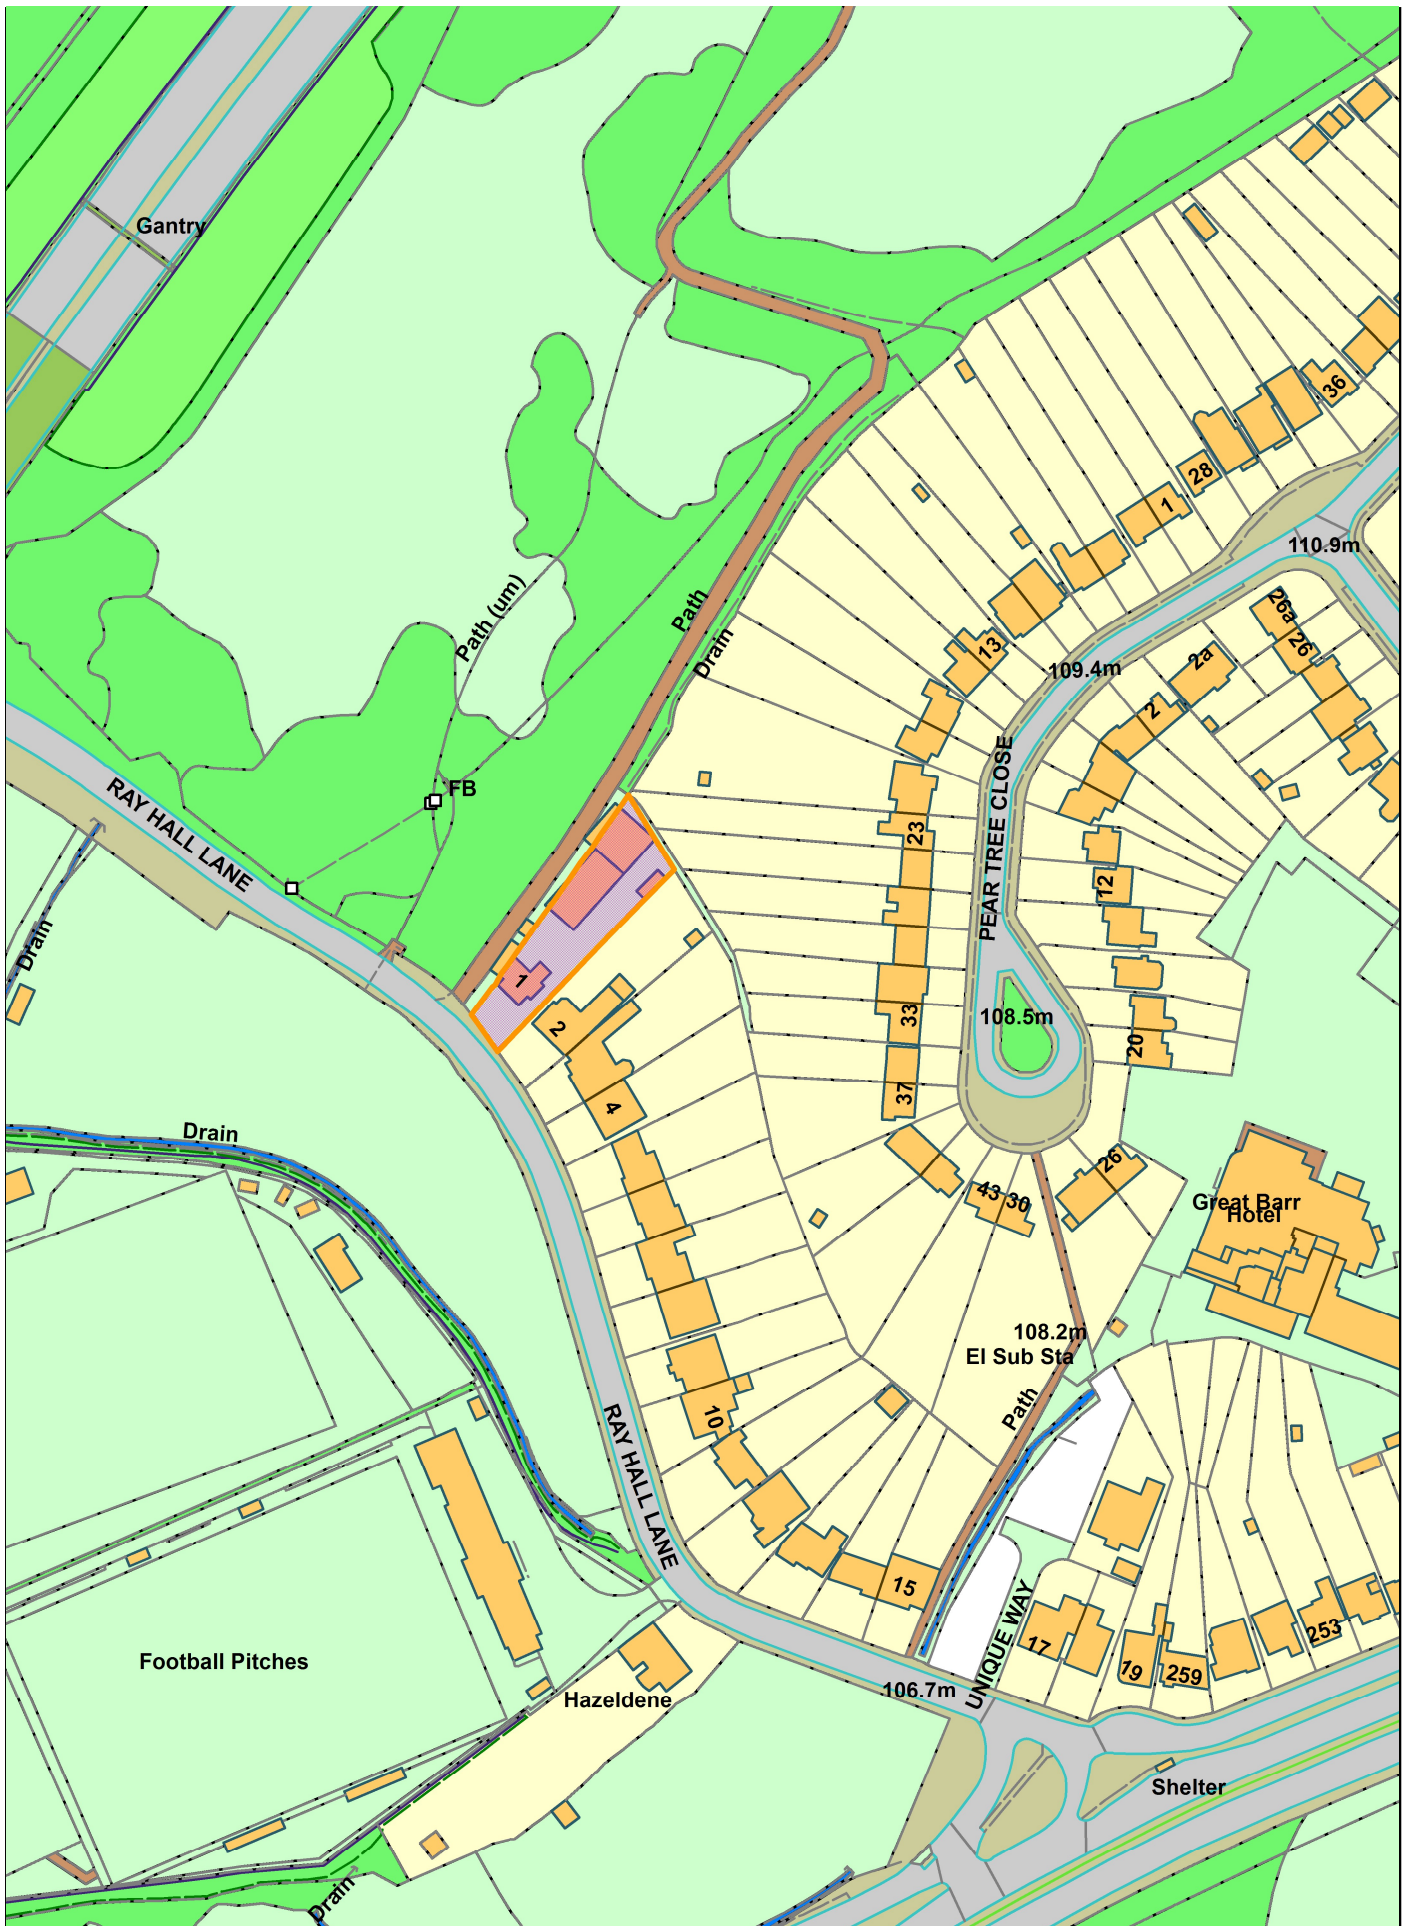 Gantry
36
28
1
110.9m
26a
26
Path (um)
Path
Drain
13
2a
109.4m
2
PEAR TREE CLOSE
FB
RAY HALL LANE
23
12
Drain
1
2
33
108.5m
20
4
37
Drain
26
43 30
Great Barr
Hotel
108.2m
El Sub Sta
Path
10
RAY HALL LANE
15
UNIQUE WAY
17
19
259
253
Football Pitches
Hazeldene
106.7m
Shelter
Drain